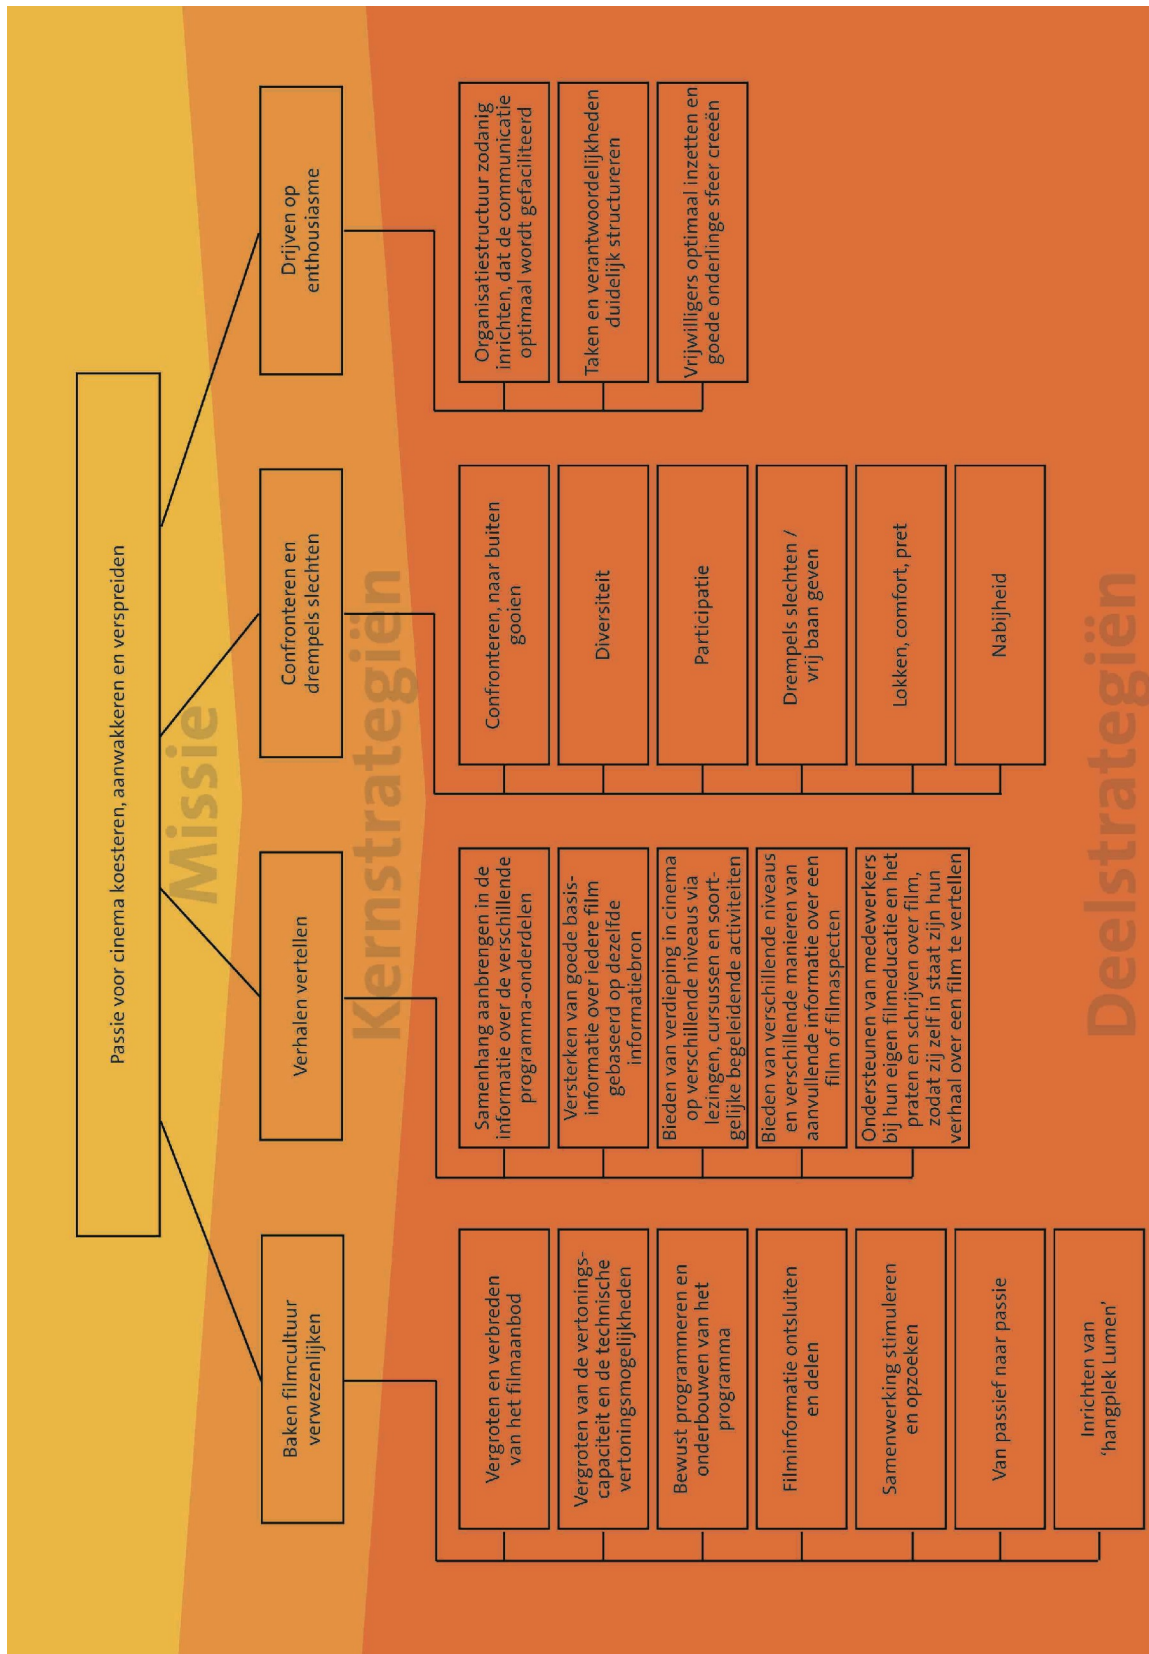 Passie voor cinema koesteren, aanwakkeren en verspreiden
Missie
Baken filmcultuur
verwezenlijken
Verhalen vertellen
Confronteren en
drempels slechten
Drijven op
enthousiasme
Kernstrategiën
Vergroten en verbreden
van het filmaanbod
Vergroten van de vertonings-
capaciteit en de technische
vertoningsmogelijkheden
Bewust programmeren en
onderbouwen van het
programma
Filminformatie ontsluiten
en delen
Samenwerking stimuleren
en opzoeken
Van passief naar passie
Inrichten van
‘hangplek Lumen’
Samenhang aanbrengen in de
informatie over de verschillende
programma-onderdelen
Versterken van goede basis-
informatie over iedere film
gebaseerd op dezelfde
informatiebron
Bieden van verdieping in cinema
op verschillende niveaus via
lezingen, cursussen en soort-
gelijke begeleidende activiteiten
Bieden van verschillende niveaus
en verschillende manieren van
aanvullende informatie over een
film of filmaspecten
Ondersteunen van medewerkers
bij hun eigen filmeducatie en het
praten en schrijven over film,
zodat zij zelf in staat zijn hun
verhaal over een film te vertellen
Confronteren, naar buiten
gooien
Diversiteit
Participatie
Drempels slechten /
vrij baan geven
Lokken, comfort, pret
Nabijheid
Organisatiestructuur zodanig
inrichten, dat de communicatie
optimaal wordt gefaciliteerd
Taken en verantwoordelijkheden
duidelijk structureren
Vrijwilligers optimaal inzetten en
goede onderlinge sfeer creeën
Deelstrategiën